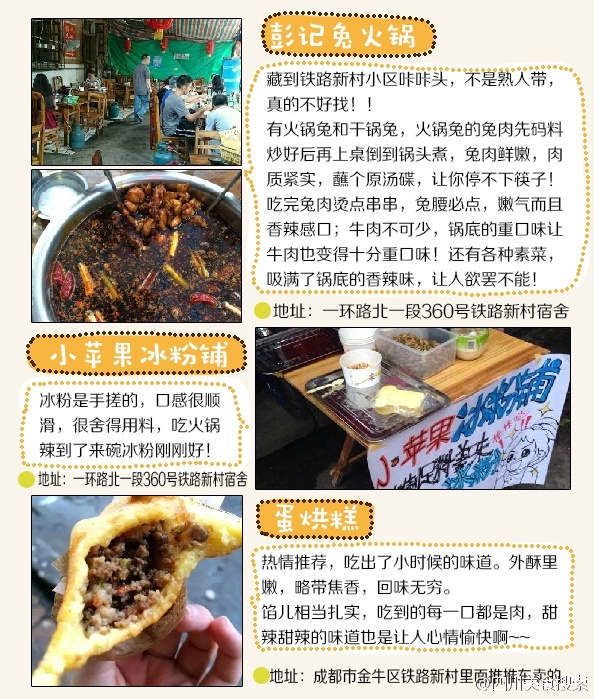 彭记兔火锅
藏到铁路新村小区咔咔头，不是熟人带，
真的不好找！！
有火锅兔和干锅兔，火锅兔的兔肉先码料
炒好后再上桌倒到锅头煮，兔肉鲜嫩，肉
质紧实，蘸个原汤碟，让你停不下筷子！
吃完兔肉烫点串串，兔腰必点，嫩气而且
香辣感口；牛肉不可少，锅底的重口味让
牛肉也变得十分重口味！还有各种素菜，
吸满了锅底的香辣味，让人欲罢不能！
地址：一环路北一段360号铁路新村宿舍
小苹果冰粉铺
冰粉是手搓的，口感很顺
滑，很舍得用料，吃火锅
辣到了来碗冰粉刚刚好！
地址：一环路北一段360号铁路新村宿舍
小苹果冰粉铺
蛋烘糕
热情推荐，吃出了小时候的味道。外酥里
嫩，略带焦香，回味无穷。
馅儿相当扎实，吃到的每一口都是肉，甜
辣甜辣的味道也是让人心情愉快啊~~
地址：成都市金牛区铁路新村里面推推车卖的
@四川美食搜索